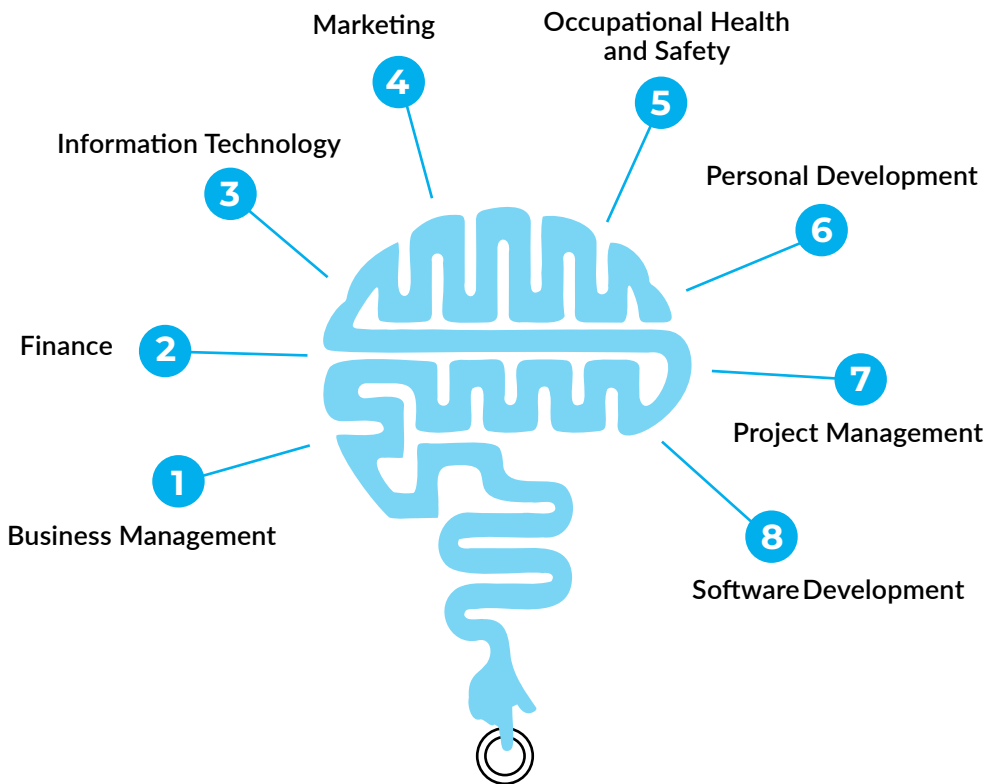 Marketing
4
Occupational Health
and Safety
5
Information Technology
3
Personal Development
6
Finance
2
7
Project Management
1
Business Management
8
Software Development